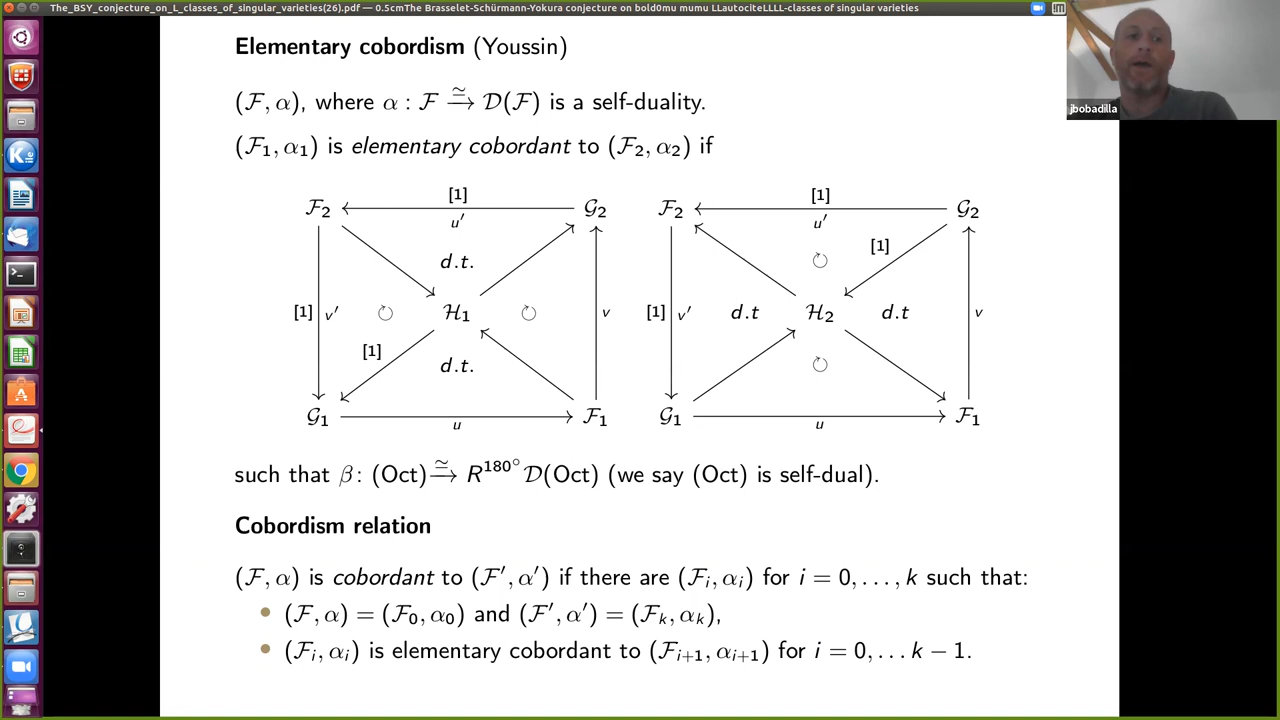 The_BSY_conjecture_on_L_classes_of_singular_varieties(26).pdf — 0.5cmThe Brasselet-Schürmann-Yokura conjecture on bold0mu mumu LLautociteLLLL-classes of singular varieties
jbobadilla
Elementary cobordism (Youssin)
(ℱ, α), where α : ℱ ≃→ 𝒟(ℱ) is a self-duality.
(ℱ₁, α₁) is elementary cobordant to (ℱ₂, α₂) if
ℱ₂ [1] u′ 𝒢₂ ℱ₂ [1] u′ 𝒢₂
d.t. [1] ↻
[1] v′ ↻ ℋ₁ ↻ v [1] v′ d.t ℋ₂ d.t v
[1] d.t. ↻
𝒢₁ u ℱ₁ 𝒢₁ u ℱ₁
such that β: (Oct) ≃→ R^180° 𝒟(Oct) (we say (Oct) is self-dual).
Cobordism relation
(ℱ, α) is cobordant to (ℱ′, α′) if there are (ℱᵢ, αᵢ) for i = 0, . . . , k such that:
• (ℱ, α) = (ℱ₀, α₀) and (ℱ′, α′) = (ℱₖ, αₖ),
• (ℱᵢ, αᵢ) is elementary cobordant to (ℱᵢ₊₁, αᵢ₊₁) for i = 0, . . . k − 1.